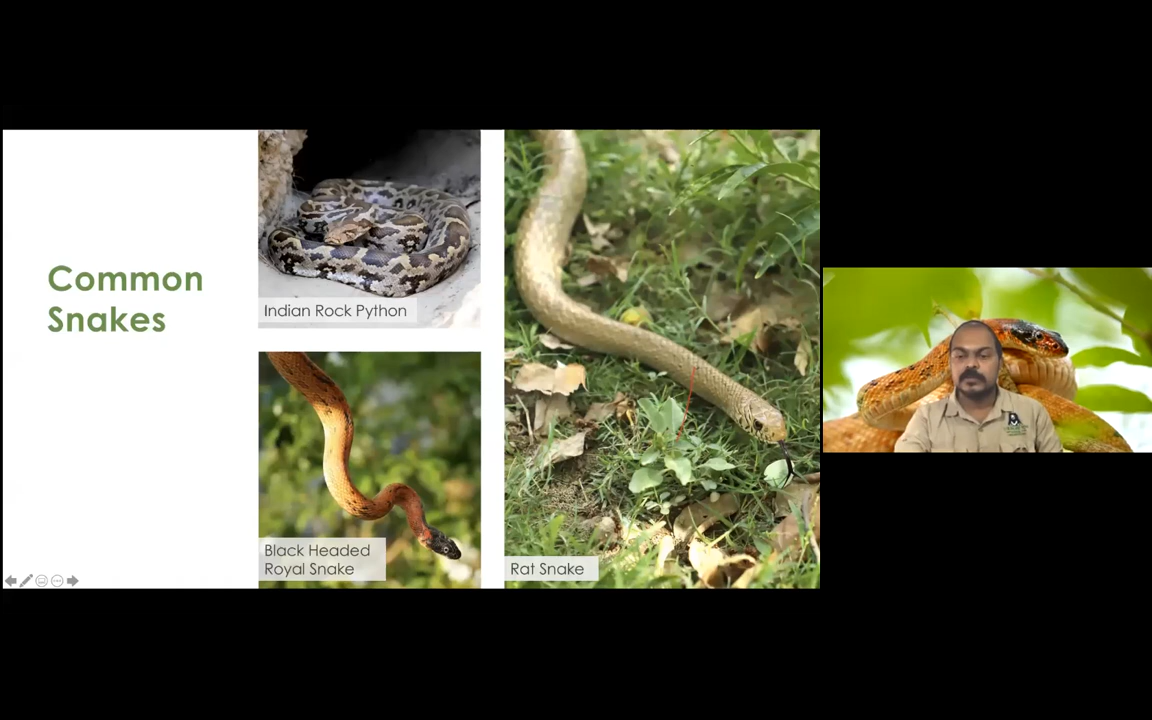 Common
Snakes
Indian Rock Python
Black Headed
Royal Snake
Rat Snake